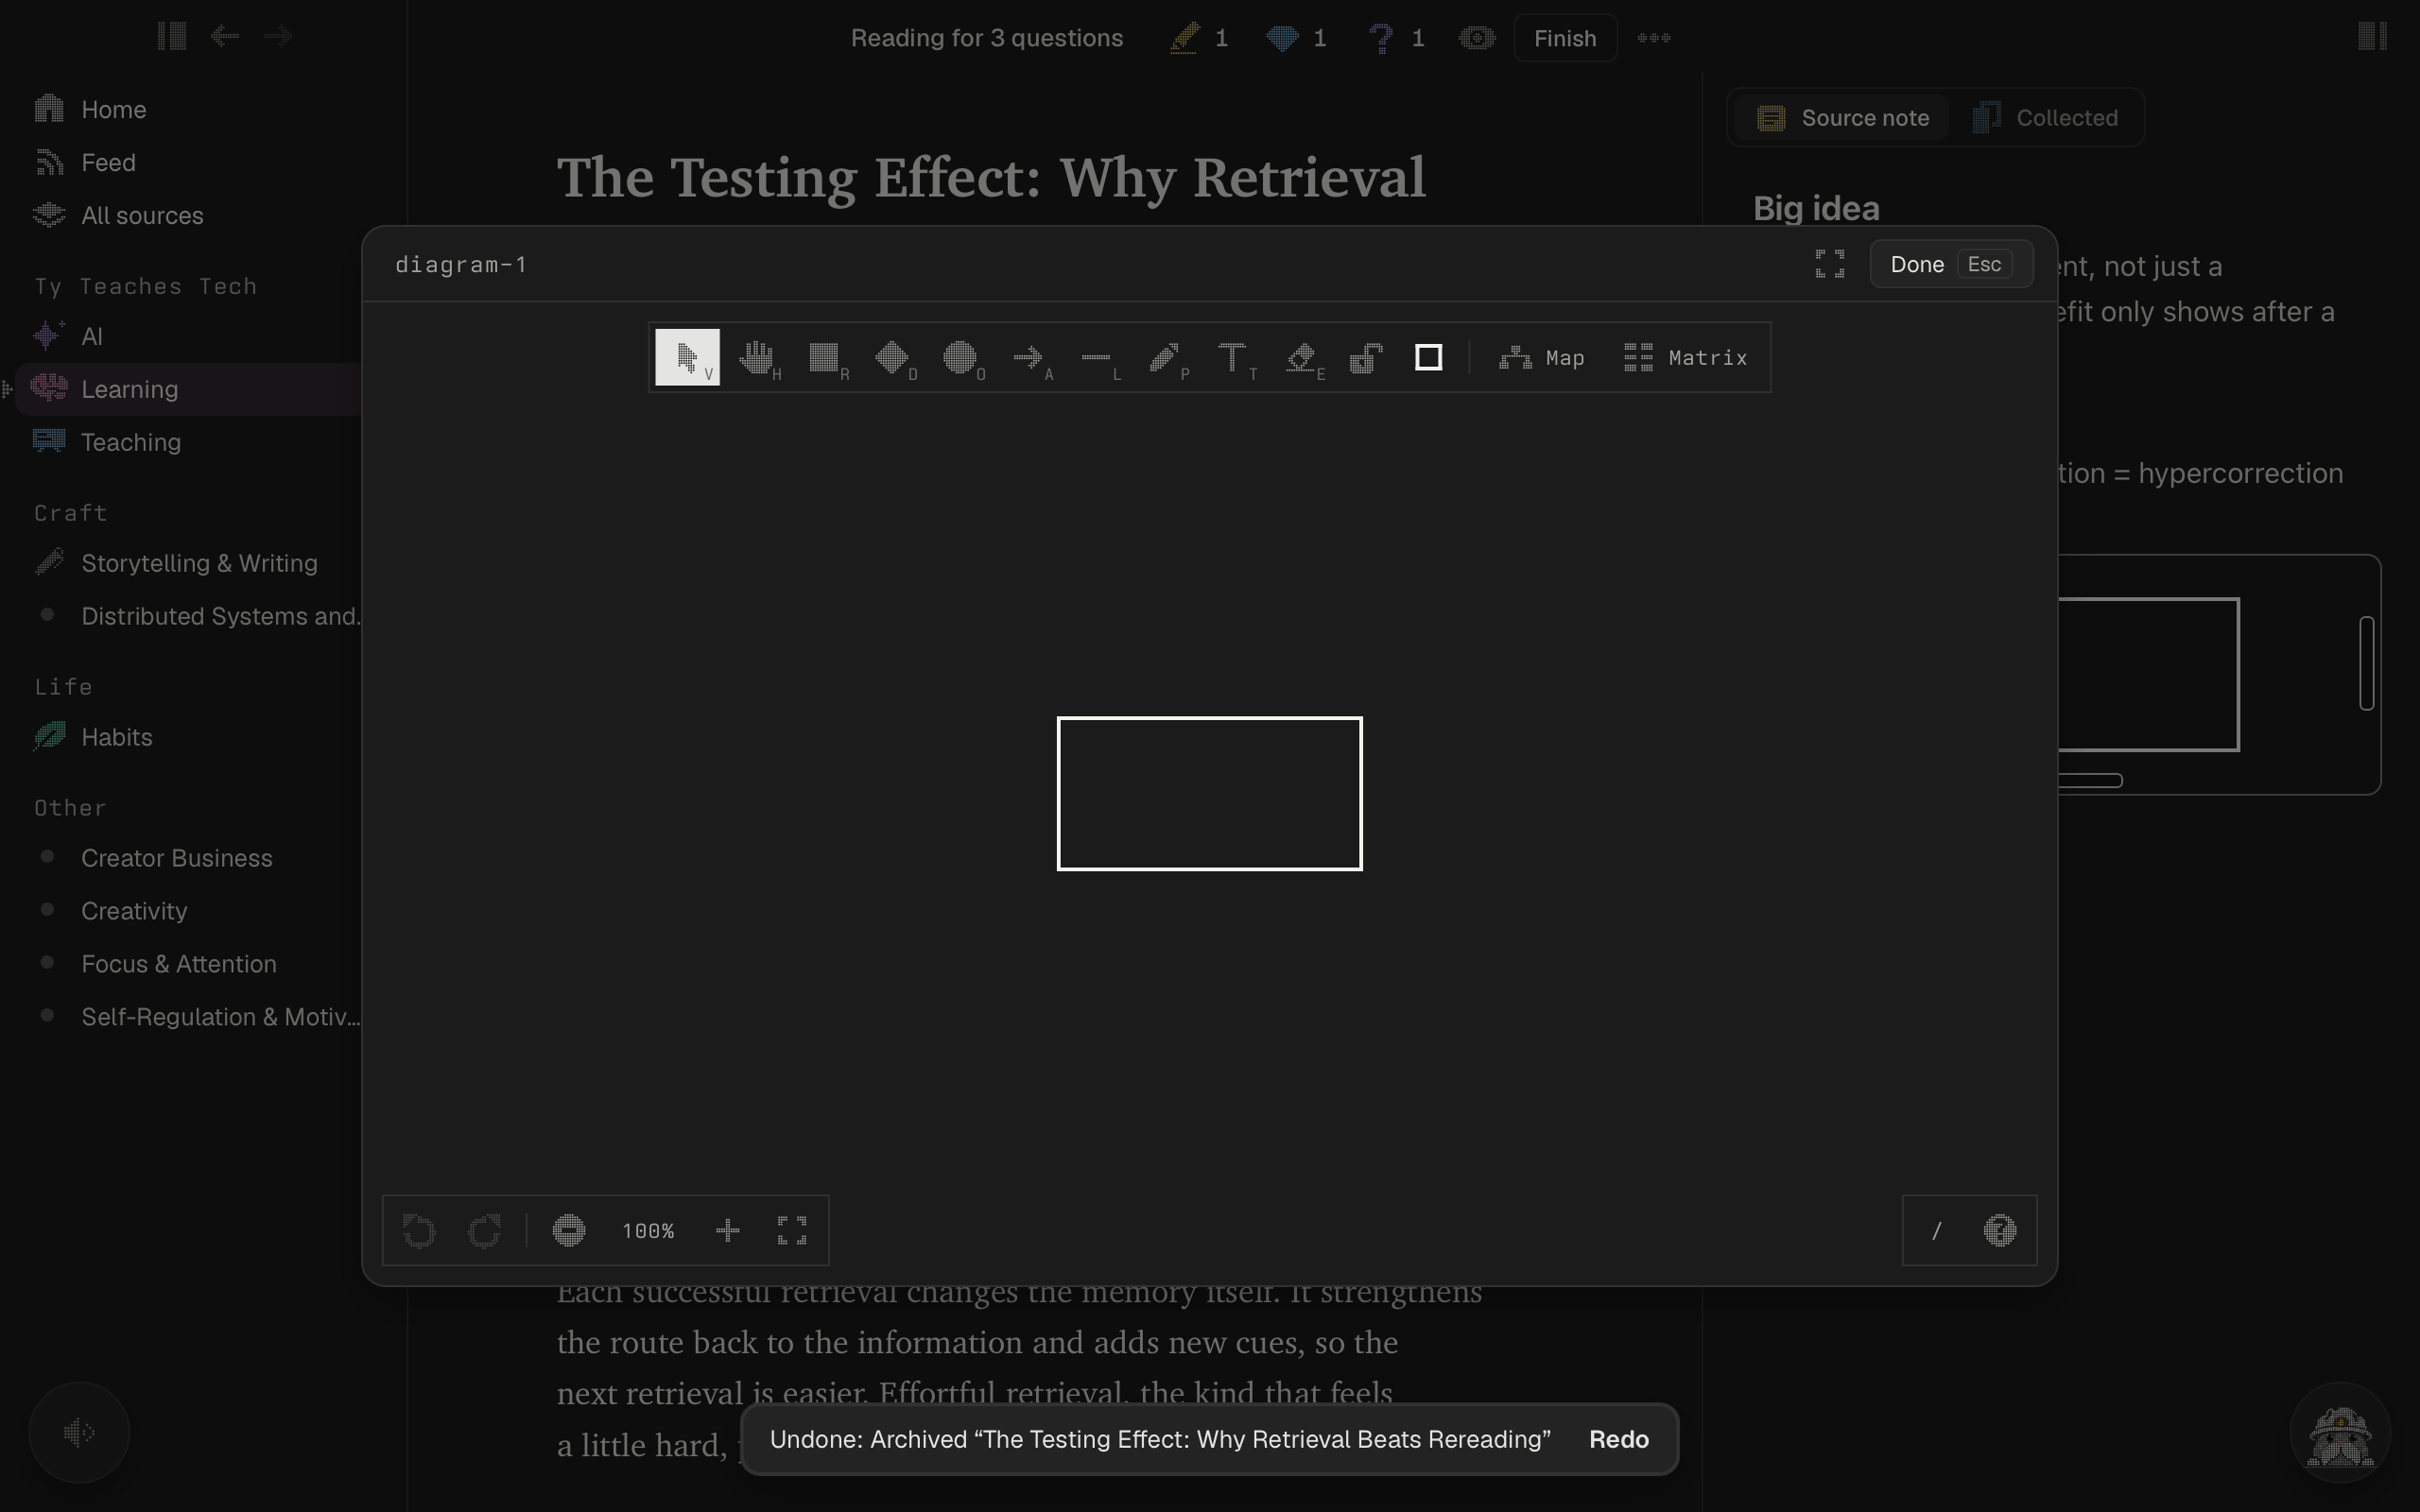 Reading for 3 questions
1
1
1
Finish
Home
Feed
All sources
Ty Teaches Tech
AI
Learning
Teaching
Craft
Storytelling & Writing
Distributed Systems and.
Life
Habits
Other
Creator Business
Creativity
Focus & Attention
Self-Regulation & Motiv…
The Testing Effect: Why Retrieval
Source note
Collected
Big idea
not just a
only shows after a
= hypercorrection
diagram-1
Done Esc
V
H
R
D
O
A
L
P
T
E
Map
Matrix
100%
/
Each successful retrieval changes the memory itself. It strengthens
the route back to the information and adds new cues, so the
next retrieval is easier. Effortful retrieval, the kind that feels
a little hard,
Undone: Archived “The Testing Effect: Why Retrieval Beats Rereading”
Redo